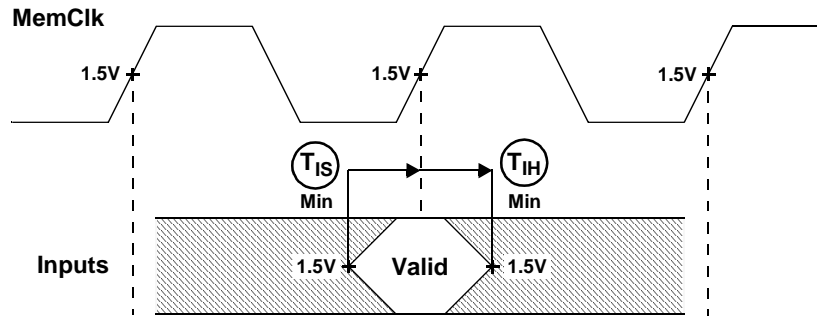 MemClk
1.5V 1.5V 1.5V
TIS TIH
Min Min
Inputs 1.5V Valid 1.5V